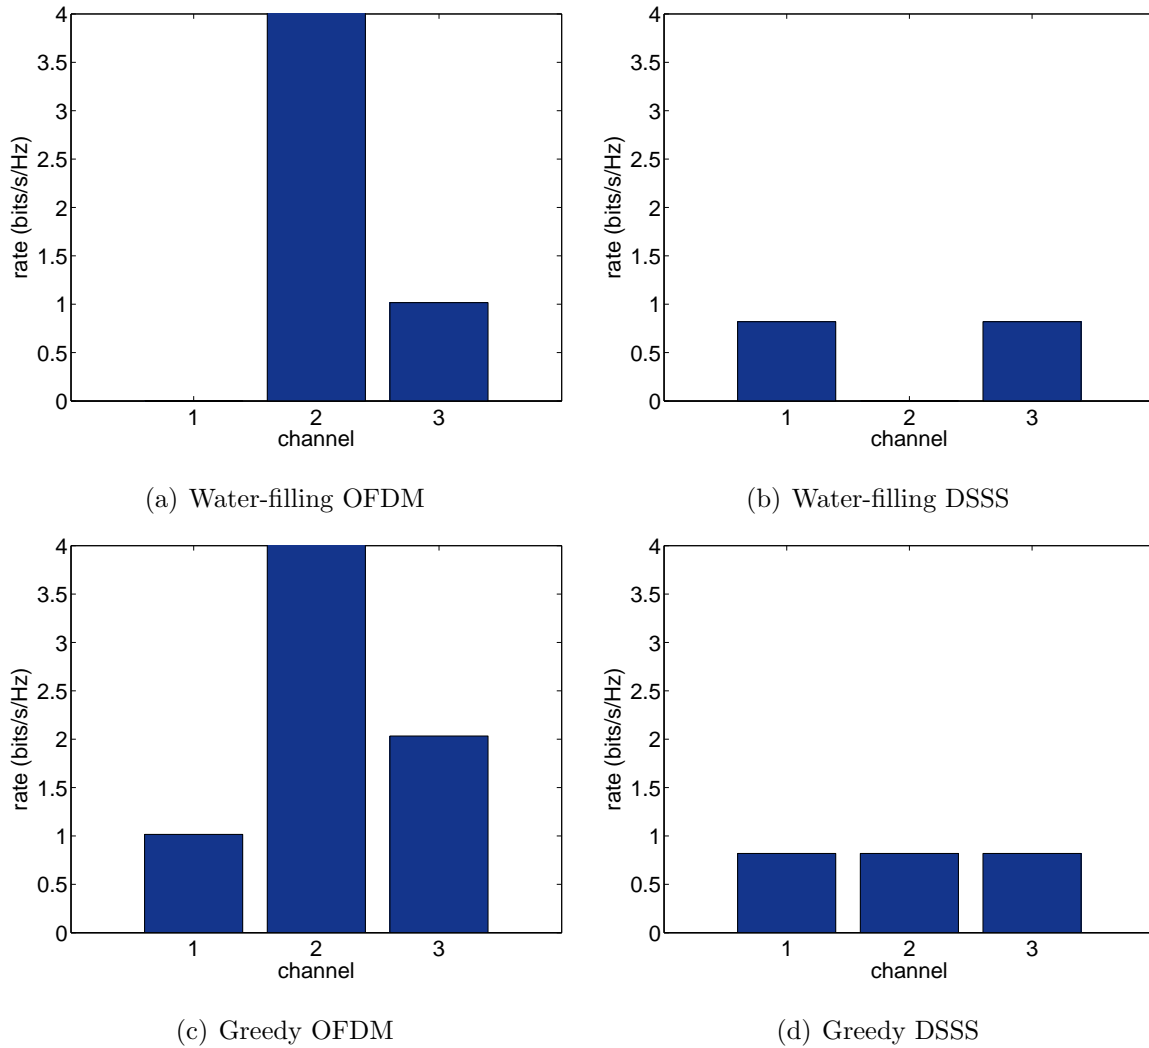 4
3.5
3
2.5
2
1.5
1
0.5
0
rate (bits/s/Hz)
1 2 3
channel
(a) Water-filling OFDM
4
3.5
3
2.5
2
1.5
1
0.5
0
rate (bits/s/Hz)
1 2 3
channel
(b) Water-filling DSSS
4
3.5
3
2.5
2
1.5
1
0.5
0
rate (bits/s/Hz)
1 2 3
channel
(c) Greedy OFDM
4
3.5
3
2.5
2
1.5
1
0.5
0
rate (bits/s/Hz)
1 2 3
channel
(d) Greedy DSSS